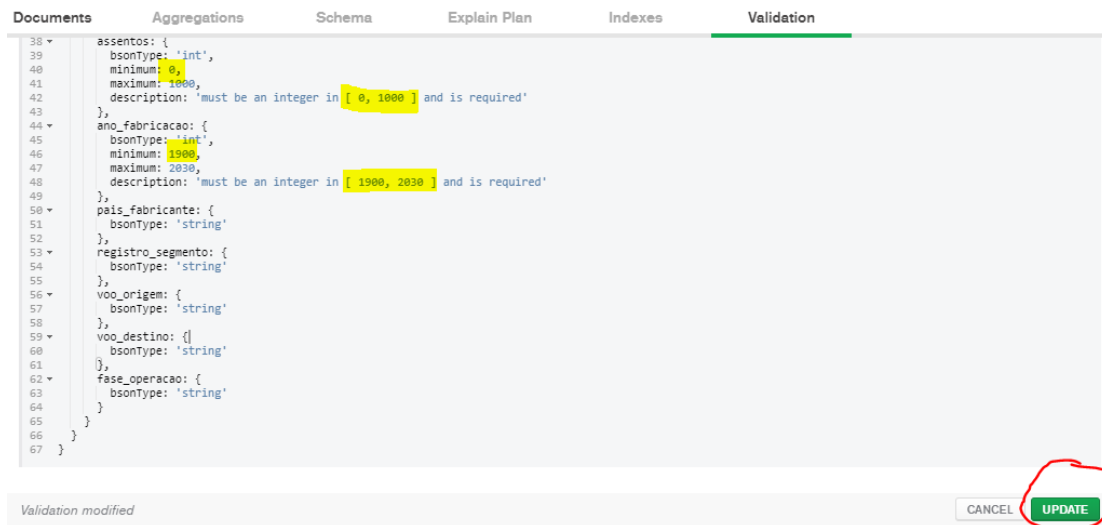 Documents Aggregations Schema Explain Plan Indexes Validation
38 assentos: {
39 bsonType: 'int',
40 minimum: 0,
41 maximum: 1000,
42 description: 'must be an integer in [ 0, 1000 ] and is required'
43 },
44 ano_fabricacao: {
45 bsonType: 'int',
46 minimum: 1900,
47 maximum: 2030,
48 description: 'must be an integer in [ 1900, 2030 ] and is required'
49 },
50 pais_fabricante: {
51 bsonType: 'string'
52 },
53 registro_segmento: {
54 bsonType: 'string'
55 },
56 voo_origem: {
57 bsonType: 'string'
58 },
59 voo_destino: {
60 bsonType: 'string'
61 },
62 fase_operacao: {
63 bsonType: 'string'
64 }
65 }
66 }
67 }
Validation modified CANCEL UPDATE